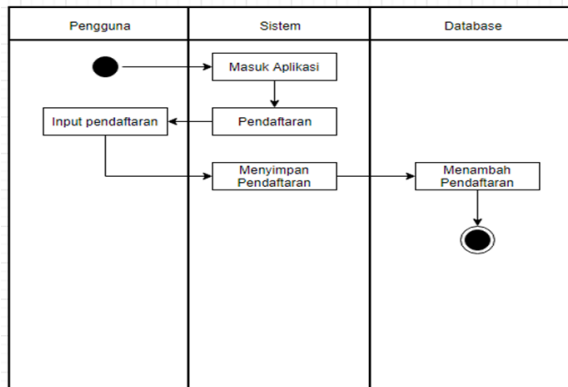 Pengguna
Sistem
Database
Masuk Aplikasi
Input pendaftaran
Pendaftaran
Menyimpan
Pendaftaran
Menambah
Pendaftaran